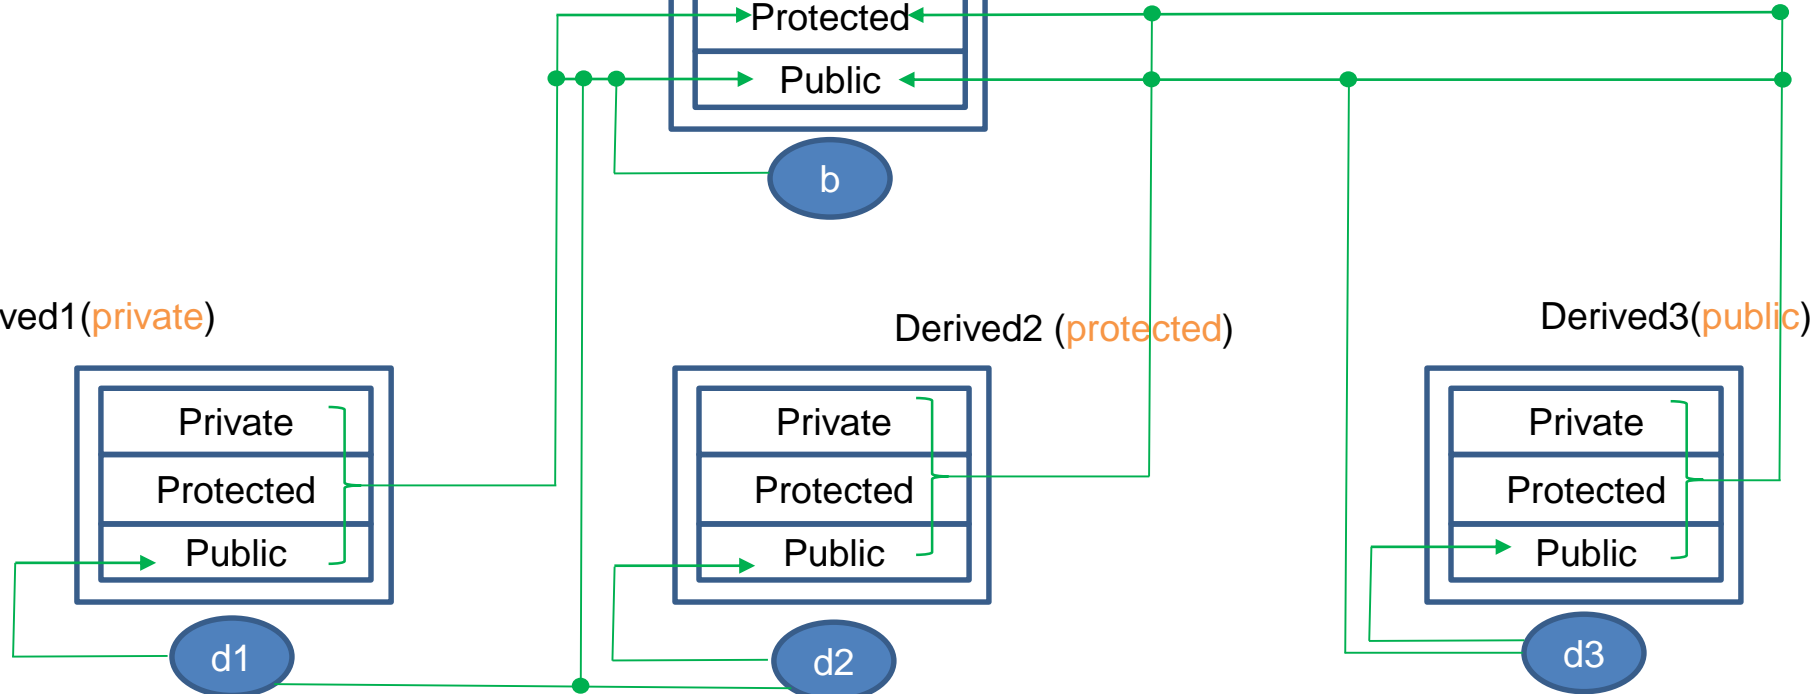 Protected
Public
b
ved1(private)
Derived2 (protected)
Derived3(public)
Private
Protected
Public
Private
Protected
Public
Private
Protected
Public
d1
d2
d3